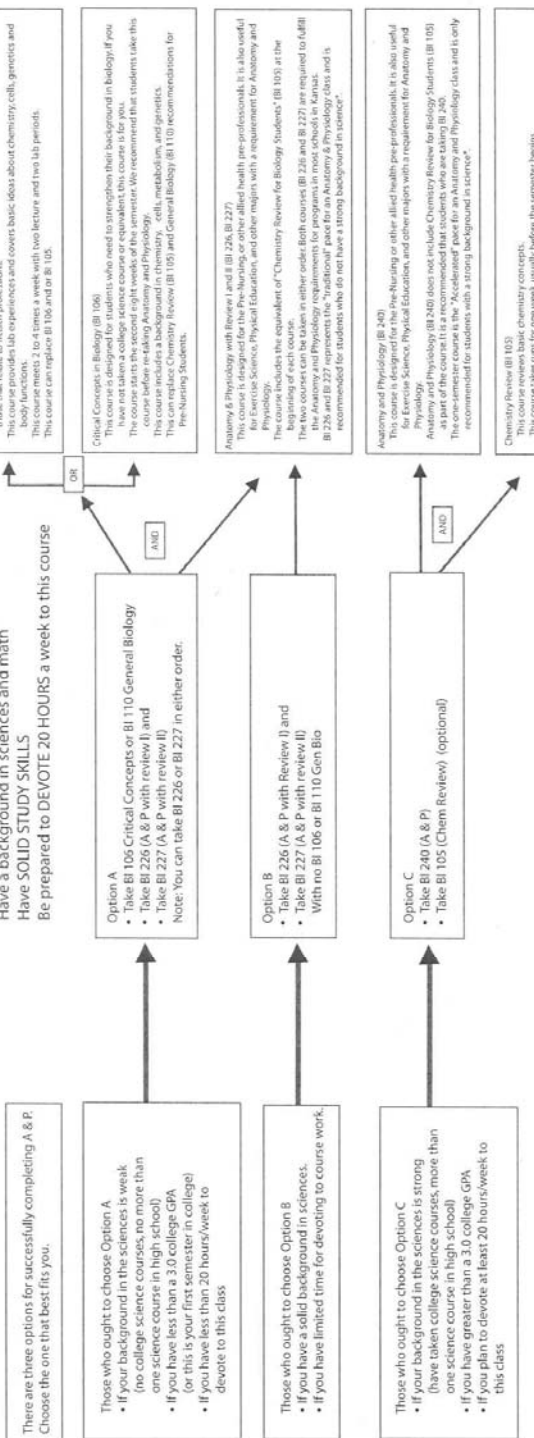 Have a background in sciences and math
Have SOLID STUDY SKILLS
Be prepared to DEVOTE 20 HOURS a week to this course
There are three options for successfully completing A & P.
Choose the one that best fits you.
Those who ought to choose Option A
• If your background in the sciences is weak
(no college science courses, no more than
one science course in high school)
• If you have less than a 3.0 college GPA
(or this is your first semester in college)
• If you have less than 20 hours/week to
devote to this class
Those who ought to choose Option B
• If you have a solid background in sciences.
• If you have limited time for devoting to course work.
Those who ought to choose Option C
• If your background in the sciences is strong
(have taken college science courses, more than
one science course in high school)
• If you have greater than a 3.0 college GPA
• If you plan to devote at least 20 hours/week to
this class
Option A
• Take BI 106 Critical Concepts or BI 110 General Biology
• Take BI 226 (A & P with review I) and
• Take BI 227 (A & P with review II)
Note: You can take BI 226 or BI 227 in either order.
Option B
• Take BI 226 (A & P with Review I) and
• Take BI 227 (A & P with review II)
With no BI 106 or BI 110 Gen Bio
Option C
• Take BI 240 (A & P)
• Take BI 105 (Chem Review) (optional)
OR
AND
AND
This course provides lab experiences and covers basic ideas about chemistry, cells, genetics and
body functions.
This course meets 2 to 4 times a week with two lecture and two lab periods.
This course can replace BI 106 and or BI 105.
Critical Concepts in Biology (BI 106)
This course is designed for students who need to strengthen their background in biology. If you
have not taken a college science course or equivalent, this course is for you.
The course starts the second eight weeks of the semester. We recommend that students take this
course before re-taking Anatomy and Physiology.
This course includes a background in chemistry, cells, metabolism, and genetics.
This can replace Chemistry Review (BI 105) and General Biology (BI 110) recommendations for
Pre-Nursing Students.
Anatomy & Physiology with Review I and II (BI 226, BI 227)
This course is designed for the Pre-Nursing, or other allied health pre-professionals. It is also useful
for Exercise Science, Physical Education, and other majors with a requirement for Anatomy and
Physiology.
The course includes the equivalent of "Chemistry Review for Biology Students" (BI 105) at the
beginning of each course.
The two courses can be taken in either order. Both courses (BI 226 and BI 227) are required to fulfill
the Anatomy and Physiology requirements for programs in most schools in Kansas.
BI 226 and BI 227 represents the "traditional" pace for an Anatomy & Physiology class and is
recommended for students who do not have a strong background in science*.
Anatomy and Physiology (BI 240)
This course is designed for the Pre-Nursing or other allied health pre-professionals. It is also useful
for Exercise Science, Physical Education, and other majors with a requirement for Anatomy and
Physiology
Anatomy and Physiology (BI 240) does not include Chemistry Review for Biology Students (BI 105)
as part of the course. It is a recommended that students who are taking BI 240.
The one-semester course is the "Accelerated" pace for an Anatomy and Physiology class and is only
recommended for students with a strong background in science*.
Chemistry Review (BI 105)
This course reviews basic chemistry concepts.